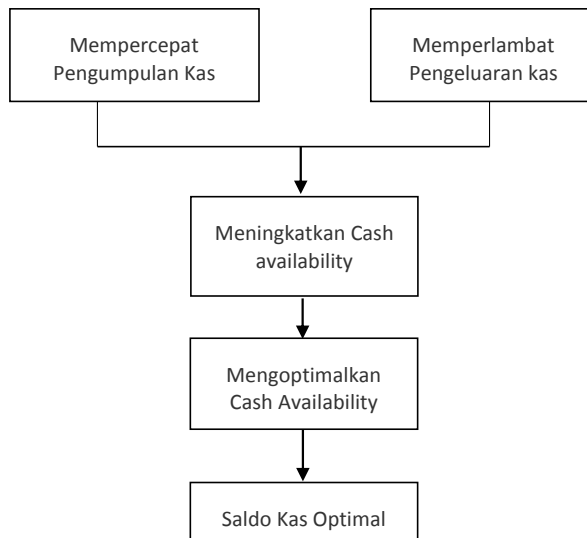 Mempercepat
Pengumpulan Kas
Memperlambat
Pengeluaran kas
Meningkatkan Cash
availability
Mengoptimalkan
Cash Availability
Saldo Kas Optimal